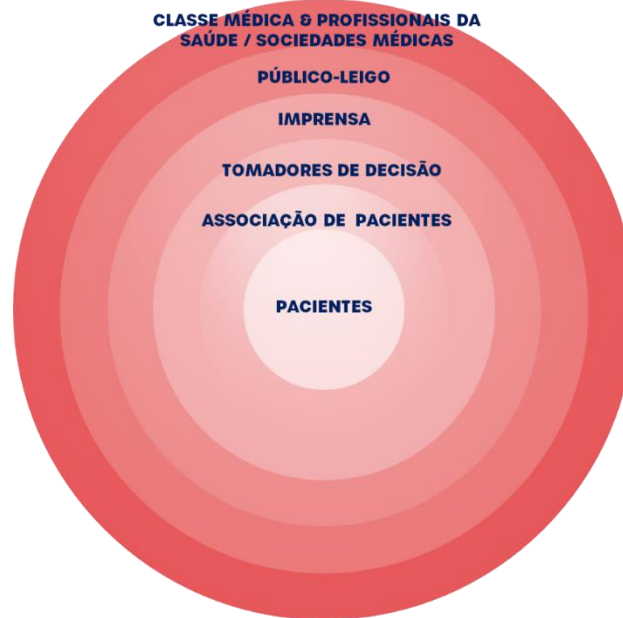 CLASSE MÉDICA & PROFISSIONAIS DA
SAÚDE / SOCIEDADES MÉDICAS
PÚBLICO-LEIGO
IMPRENSA
TOMADORES DE DECISÃO
ASSOCIAÇÃO DE PACIENTES
PACIENTES